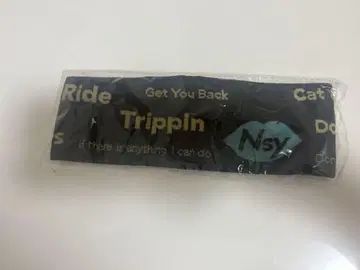 Ride Get You Back Cat
TrippIn Nsy Do
s if there is anything I can do